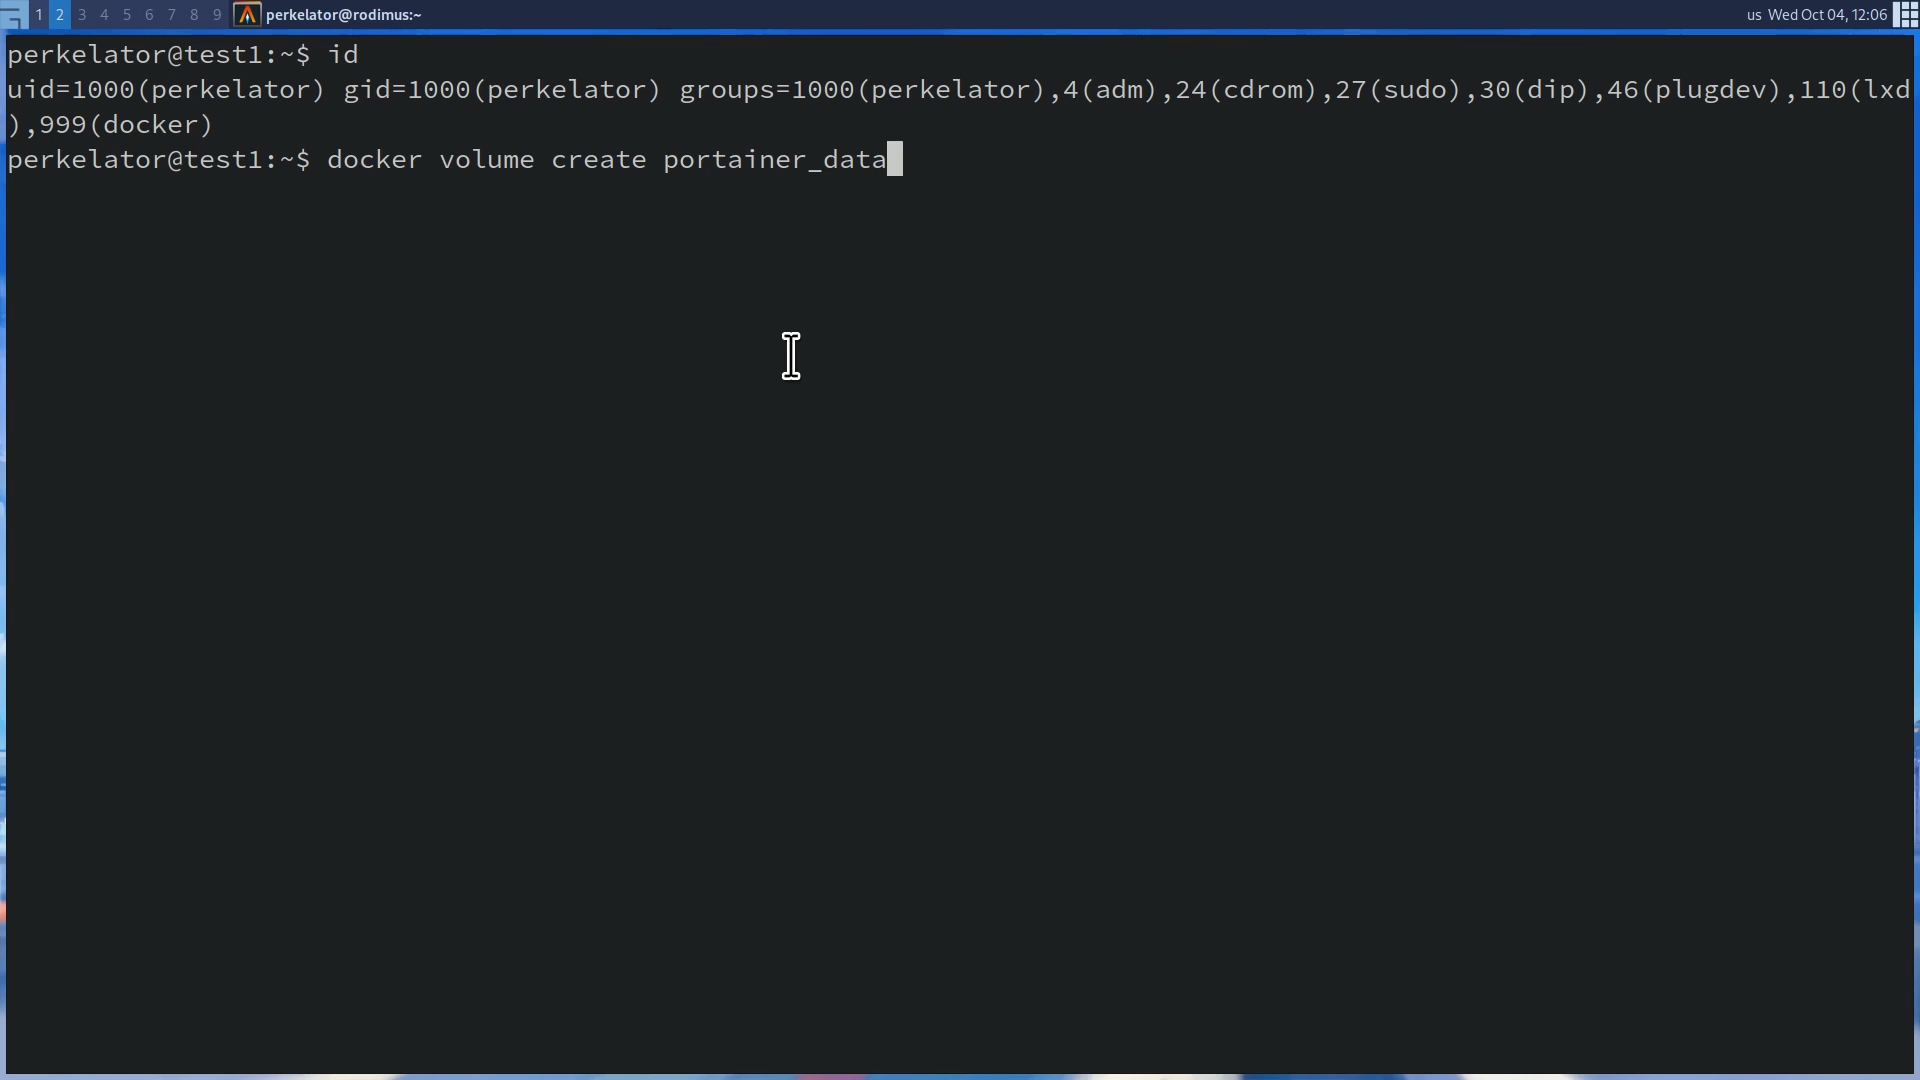 1 2 3 4 5 6 7 8 9 perkelator@rodimus:~ us Wed Oct 04, 12:06
perkelator@test1:~$ id
uid=1000(perkelator) gid=1000(perkelator) groups=1000(perkelator),4(adm),24(cdrom),27(sudo),30(dip),46(plugdev),110(lxd
),999(docker)
perkelator@test1:~$ docker volume create portainer_data